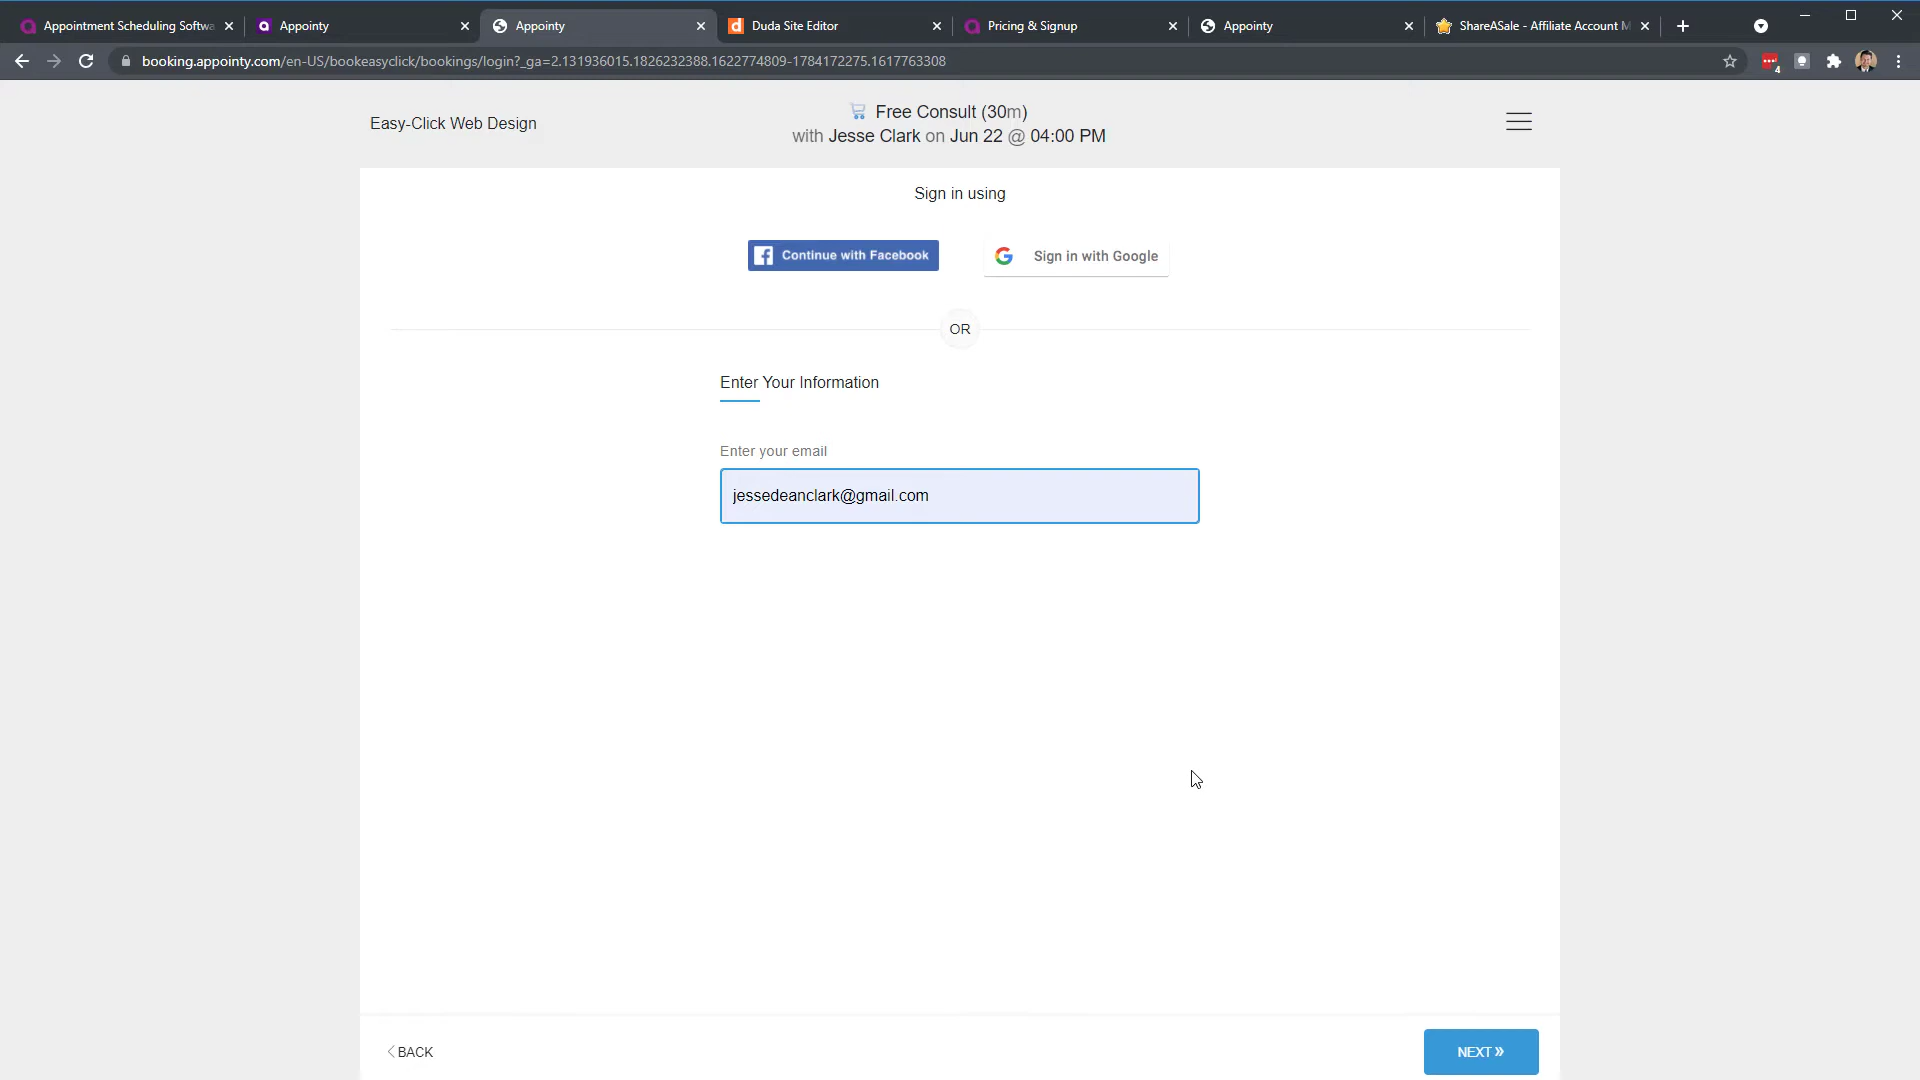 Appointment Scheduling Softwa
Appointy
Appointy
Duda Site Editor
Pricing & Signup
Appointy
ShareASale - Affiliate Account M
booking.appointy.com/en-US/bookeasyclick/bookings/login?_ga=2.131936015.1826232388.1622774809-1784172275.1617763308
4
Easy-Click Web Design
Free Consult (30m)
with Jesse Clark on Jun 22 @ 04:00 PM
Sign in using
Continue with Facebook
Sign in with Google
OR
Enter Your Information
Enter your email
jessedeanclark@gmail.com
BACK
NEXT »